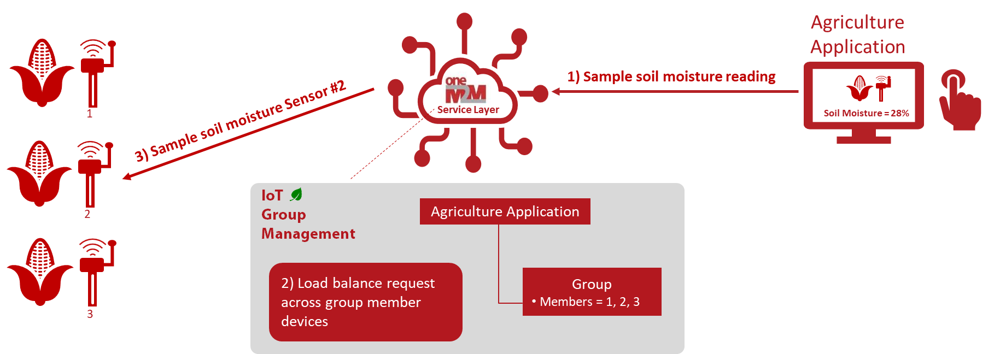 Agriculture
Application
1) Sample soil moisture reading
one
M2M
Service Layer
Soil Moisture = 28%
3) Sample soil moisture Sensor #2
1
2
3
IoT
Group
Management
Agriculture Application
2) Load balance request
across group member
devices
Group
• Members = 1, 2, 3